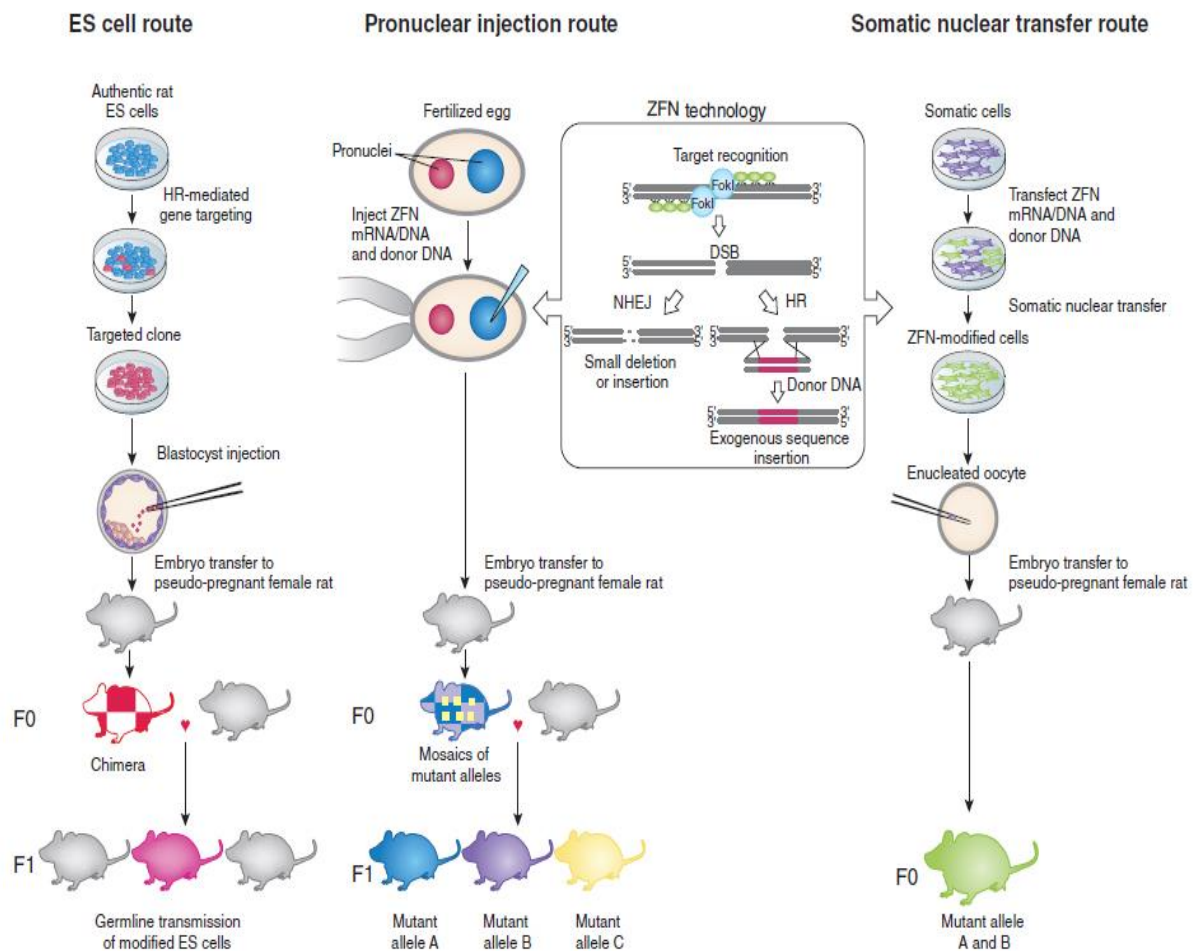 ES cell route
Authentic rat
ES cells
HR-mediated
gene targeting
Targeted clone
Blastocyst injection
Embryo transfer to
pseudo-pregnant female rat
F0
Chimera
F1
Germline transmission
of modified ES cells
Pronuclear injection route
Fertilized egg
Pronuclei
Inject ZFN
mRNA/DNA
and donor DNA
Embryo transfer to
pseudo-pregnant female rat
F0
Mosaics of
mutant alleles
F1
Mutant
allele A
Mutant
allele B
Mutant
allele C
ZFN technology
Target recognition
5′ FokI 3′
3′ FokI 5′
DSB
5′ 3′
3′ 5′
NHEJ
HR
5′ 3′
3′ 5′
Small deletion
or insertion
5′ 3′
3′ 5′
Donor DNA
5′ 3′
3′ 5′
Exogenous sequence
insertion
Somatic nuclear transfer route
Somatic cells
Transfect ZFN
mRNA/DNA and
donor DNA
Somatic nuclear transfer
ZFN-modified cells
Enucleated oocyte
Embryo transfer to
pseudo-pregnant female rat
F0
Mutant allele
A and B